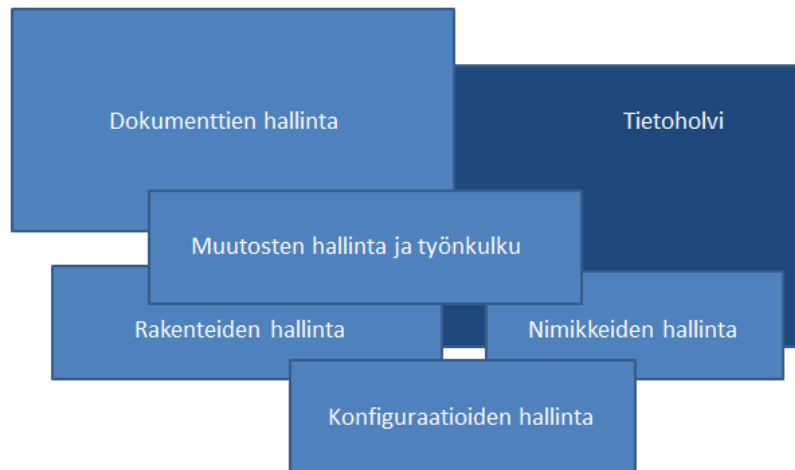 Dokumenttien hallinta
Tietoholvi
Muutosten hallinta ja työnkulku
Rakenteiden hallinta
Nimikkeiden hallinta
Konfiguraatioiden hallinta